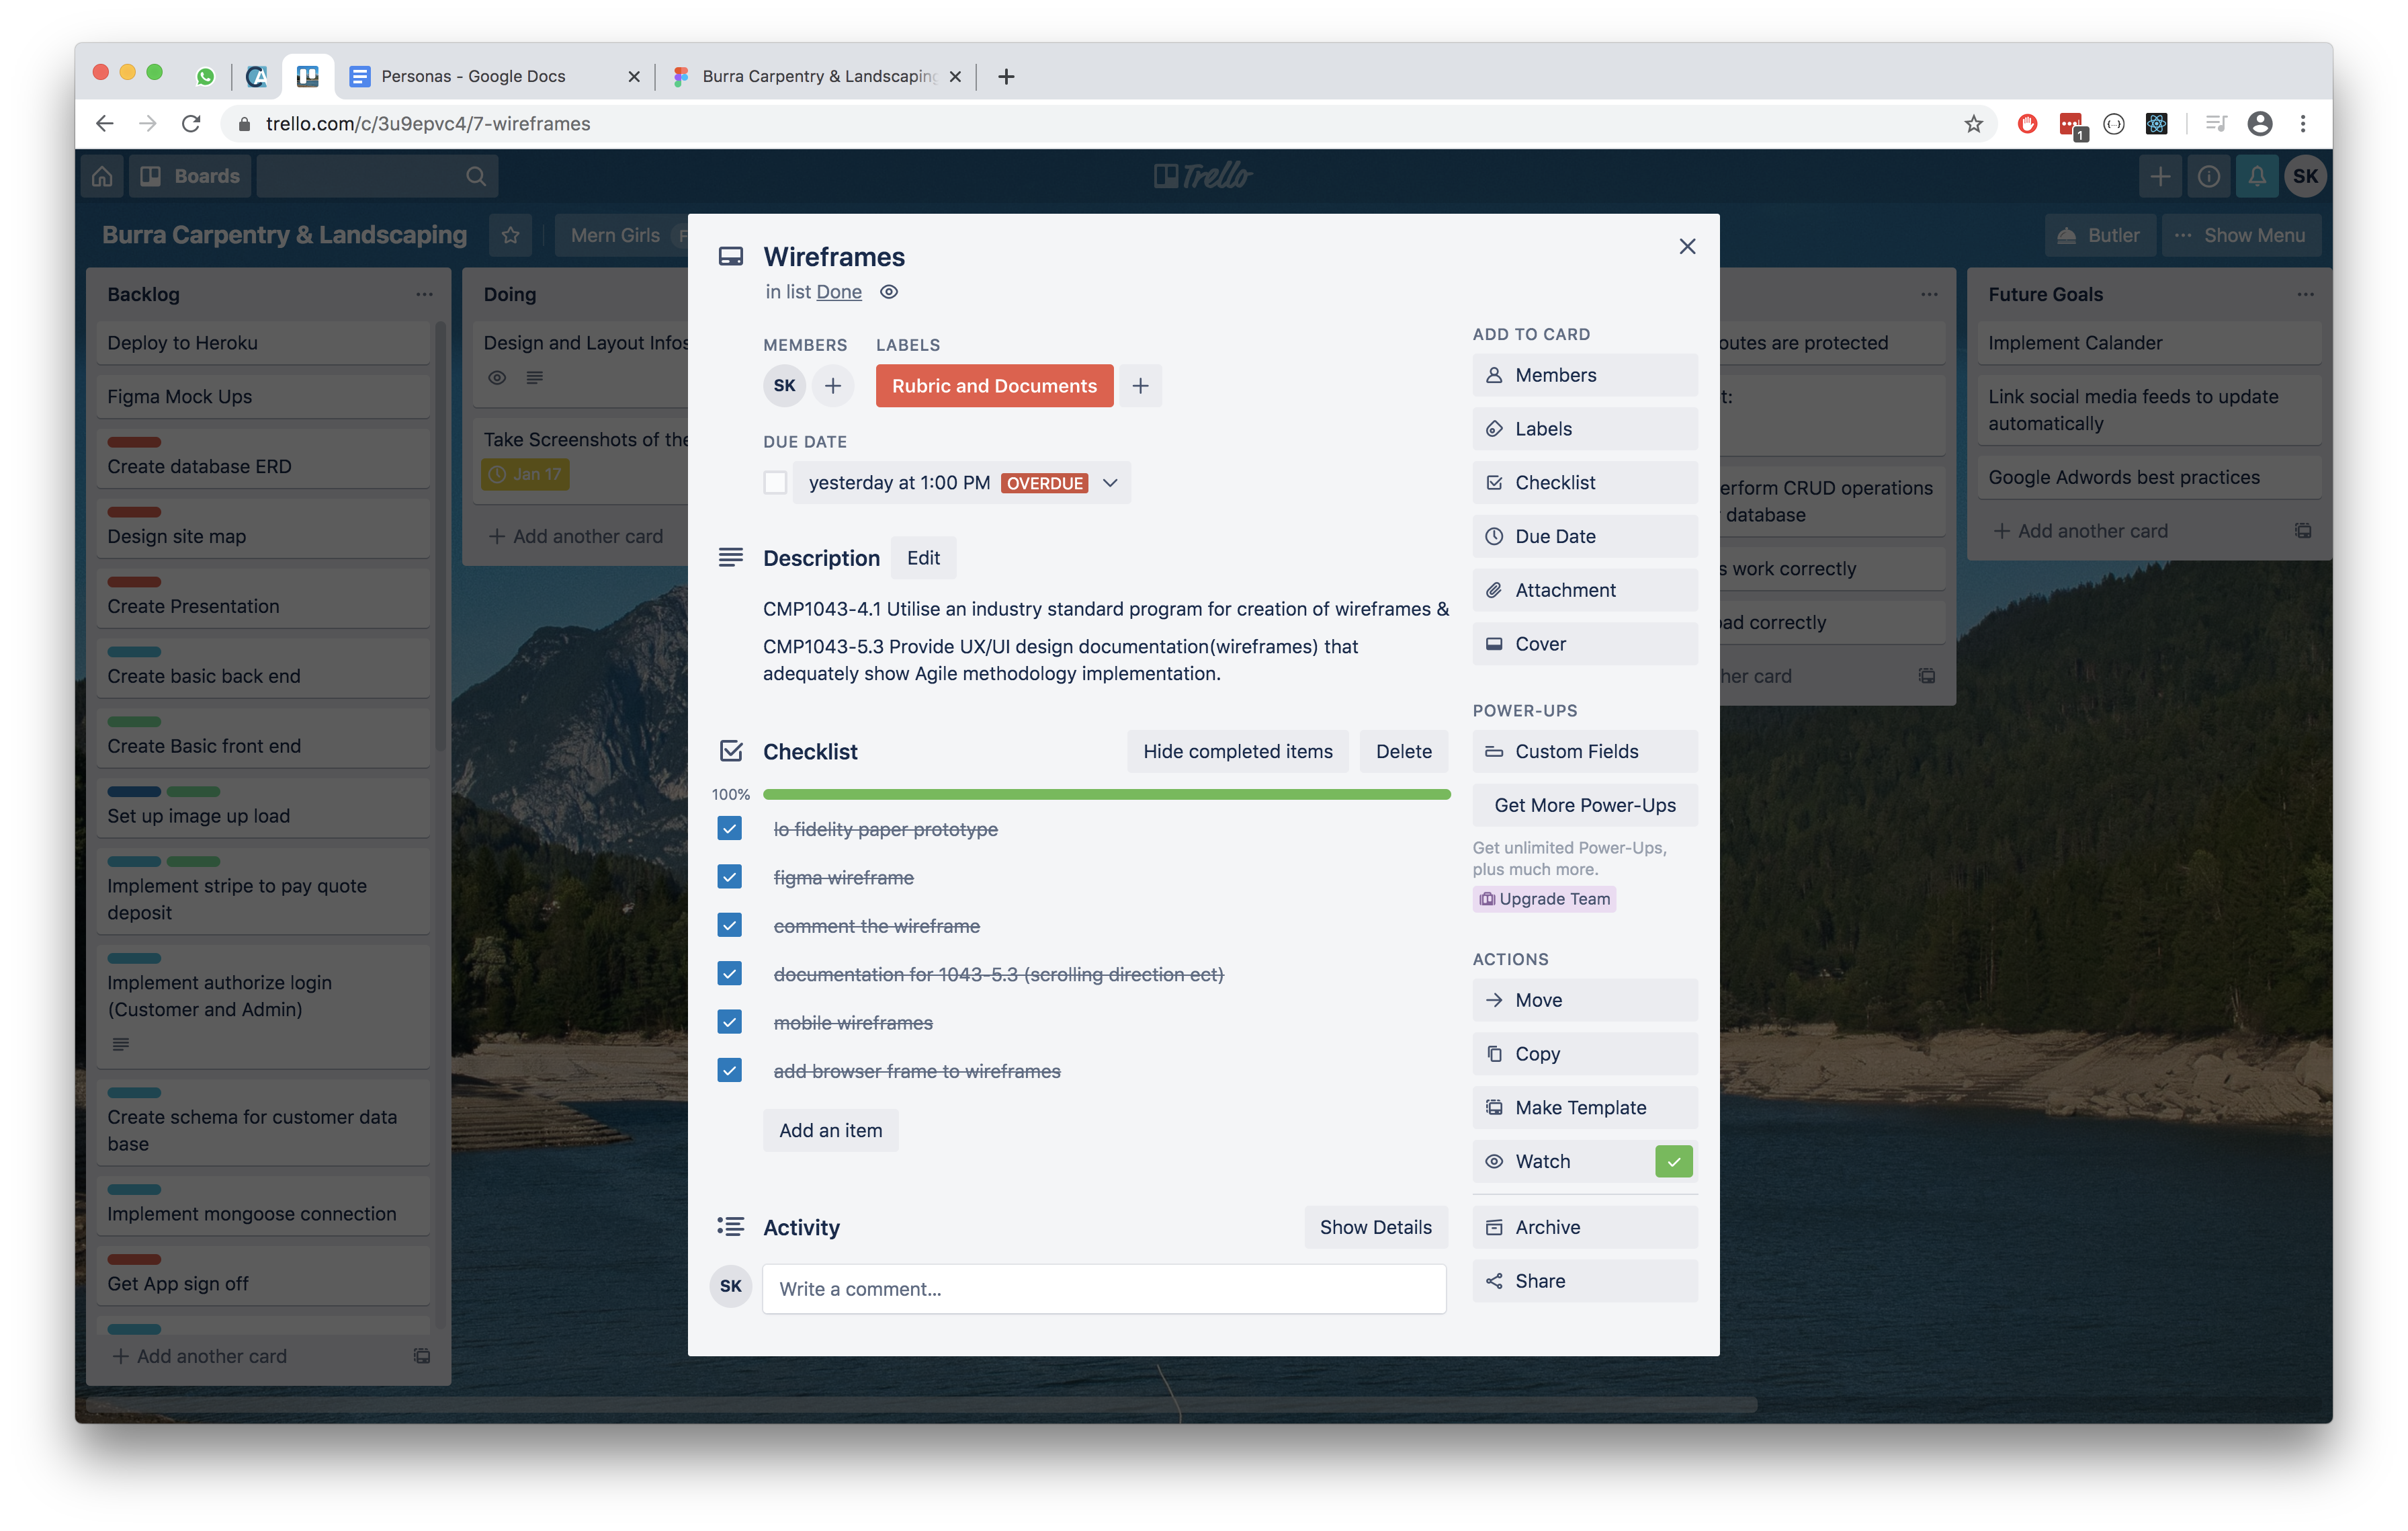 Personas - Google Docs
Burra Carpentry & Landscaping
trello.com/c/3u9epvc4/7-wireframes
1
Boards
Trello
SK
Burra Carpentry & Landscaping
Mern Girls
F
Butler
Show Menu
Backlog
Deploy to Heroku
Figma Mock Ups
Create database ERD
Design site map
Create Presentation
Create basic back end
Create Basic front end
Set up image up load
Implement stripe to pay quote
deposit
Implement authorize login
(Customer and Admin)
Create schema for customer data
base
Implement mongoose connection
Get App sign off
Add another card
Doing
Design and Layout Infos
Take Screenshots of the
Jan 17
Add another card
Wireframes
in list Done
MEMBERS
LABELS
SK
Rubric and Documents
DUE DATE
yesterday at 1:00 PM OVERDUE
Description
Edit
CMP1043-4.1 Utilise an industry standard program for creation of wireframes &
CMP1043-5.3 Provide UX/UI design documentation(wireframes) that
adequately show Agile methodology implementation.
Checklist
Hide completed items
Delete
100%
lo fidelity paper prototype
figma wireframe
comment the wireframe
documentation for 1043-5.3 (scrolling direction ect)
mobile wireframes
add browser frame to wireframes
Add an item
Activity
Show Details
SK
Write a comment...
ADD TO CARD
Members
Labels
Checklist
Due Date
Attachment
Cover
POWER-UPS
Custom Fields
Get More Power-Ups
Get unlimited Power-Ups,
plus much more.
Upgrade Team
ACTIONS
Move
Copy
Make Template
Watch
Archive
Share
outes are protected
t:
erform CRUD operations
database
s work correctly
ad correctly
her card
Future Goals
Implement Calander
Link social media feeds to update
automatically
Google Adwords best practices
Add another card